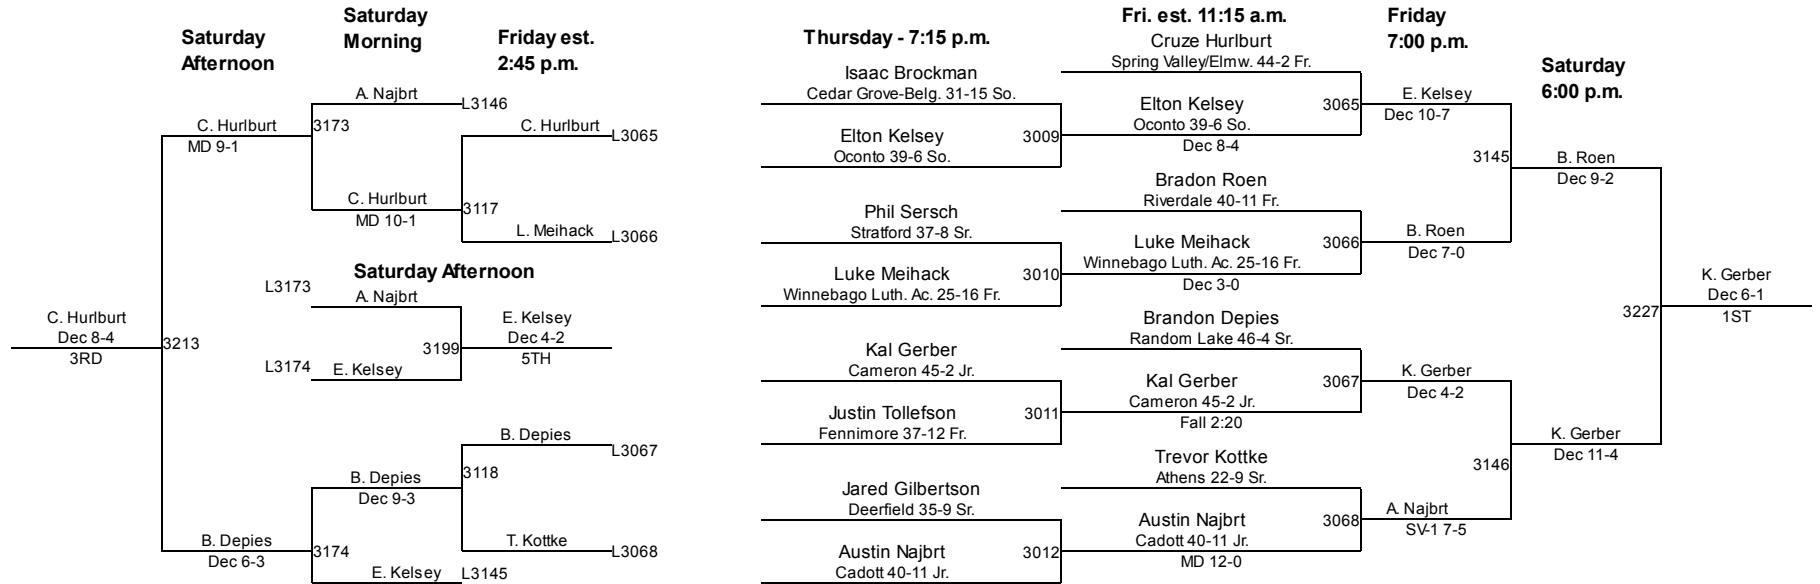 Saturday
Afternoon
Saturday
Morning
Friday est.
2:45 p.m.
A. Najbrt
L3146
C. Hurlburt
3173
MD 9-1
C. Hurlburt
L3065
C. Hurlburt
MD 10-1
3117
L. Meihack
L3066
Saturday Afternoon
L3173
A. Najbrt
C. Hurlburt
Dec 8-4
3RD
3213
3199
E. Kelsey
Dec 4-2
5TH
L3174
E. Kelsey
B. Depies
L3067
B. Depies
Dec 9-3
3118
B. Depies
Dec 6-3
3174
T. Kottke
L3068
E. Kelsey
L3145
Thursday - 7:15 p.m.
Isaac Brockman
Cedar Grove-Belg. 31-15 So.
Elton Kelsey
Oconto 39-6 So.
3009
Phil Sersch
Stratford 37-8 Sr.
Luke Meihack
Winnebago Luth. Ac. 25-16 Fr.
3010
Kal Gerber
Cameron 45-2 Jr.
Justin Tollefson
Fennimore 37-12 Fr.
3011
Jared Gilbertson
Deerfield 35-9 Sr.
Austin Najbrt
Cadott 40-11 Jr.
3012
Fri. est. 11:15 a.m.
Cruze Hurlburt
Spring Valley/Elmw. 44-2 Fr.
Elton Kelsey
Oconto 39-6 So.
Dec 8-4
3065
Bradon Roen
Riverdale 40-11 Fr.
Luke Meihack
Winnebago Luth. Ac. 25-16 Fr.
Dec 3-0
3066
Brandon Depies
Random Lake 46-4 Sr.
Kal Gerber
Cameron 45-2 Jr.
Fall 2:20
3067
Trevor Kottke
Athens 22-9 Sr.
Austin Najbrt
Cadott 40-11 Jr.
MD 12-0
3068
Friday
7:00 p.m.
E. Kelsey
Dec 10-7
3145
B. Roen
Dec 7-0
K. Gerber
Dec 4-2
3146
A. Najbrt
SV-1 7-5
Saturday
6:00 p.m.
B. Roen
Dec 9-2
3227
K. Gerber
Dec 11-4
K. Gerber
Dec 6-1
1ST